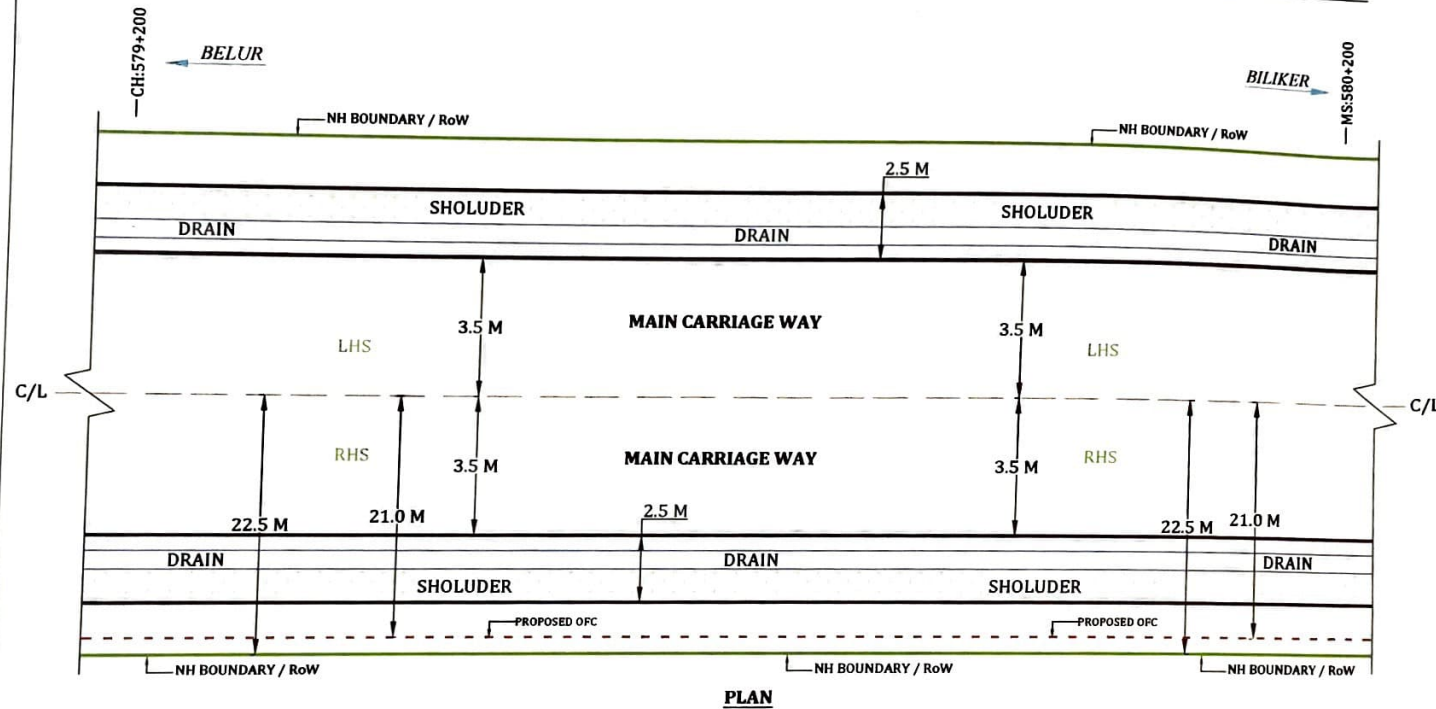 CH:579+200
BELUR
BILIKER
MS:580+200
NH BOUNDARY / RoW
NH BOUNDARY / RoW
2.5 M
SHOLUDER
SHOLUDER
DRAIN
DRAIN
DRAIN
3.5 M
MAIN CARRIAGE WAY
3.5 M
LHS
LHS
C/L
C/L
RHS
3.5 M
MAIN CARRIAGE WAY
3.5 M
RHS
22.5 M
21.0 M
2.5 M
22.5 M
21.0 M
DRAIN
DRAIN
DRAIN
SHOLUDER
SHOLUDER
PROPOSED OFC
PROPOSED OFC
NH BOUNDARY / RoW
NH BOUNDARY / RoW
NH BOUNDARY / RoW
PLAN